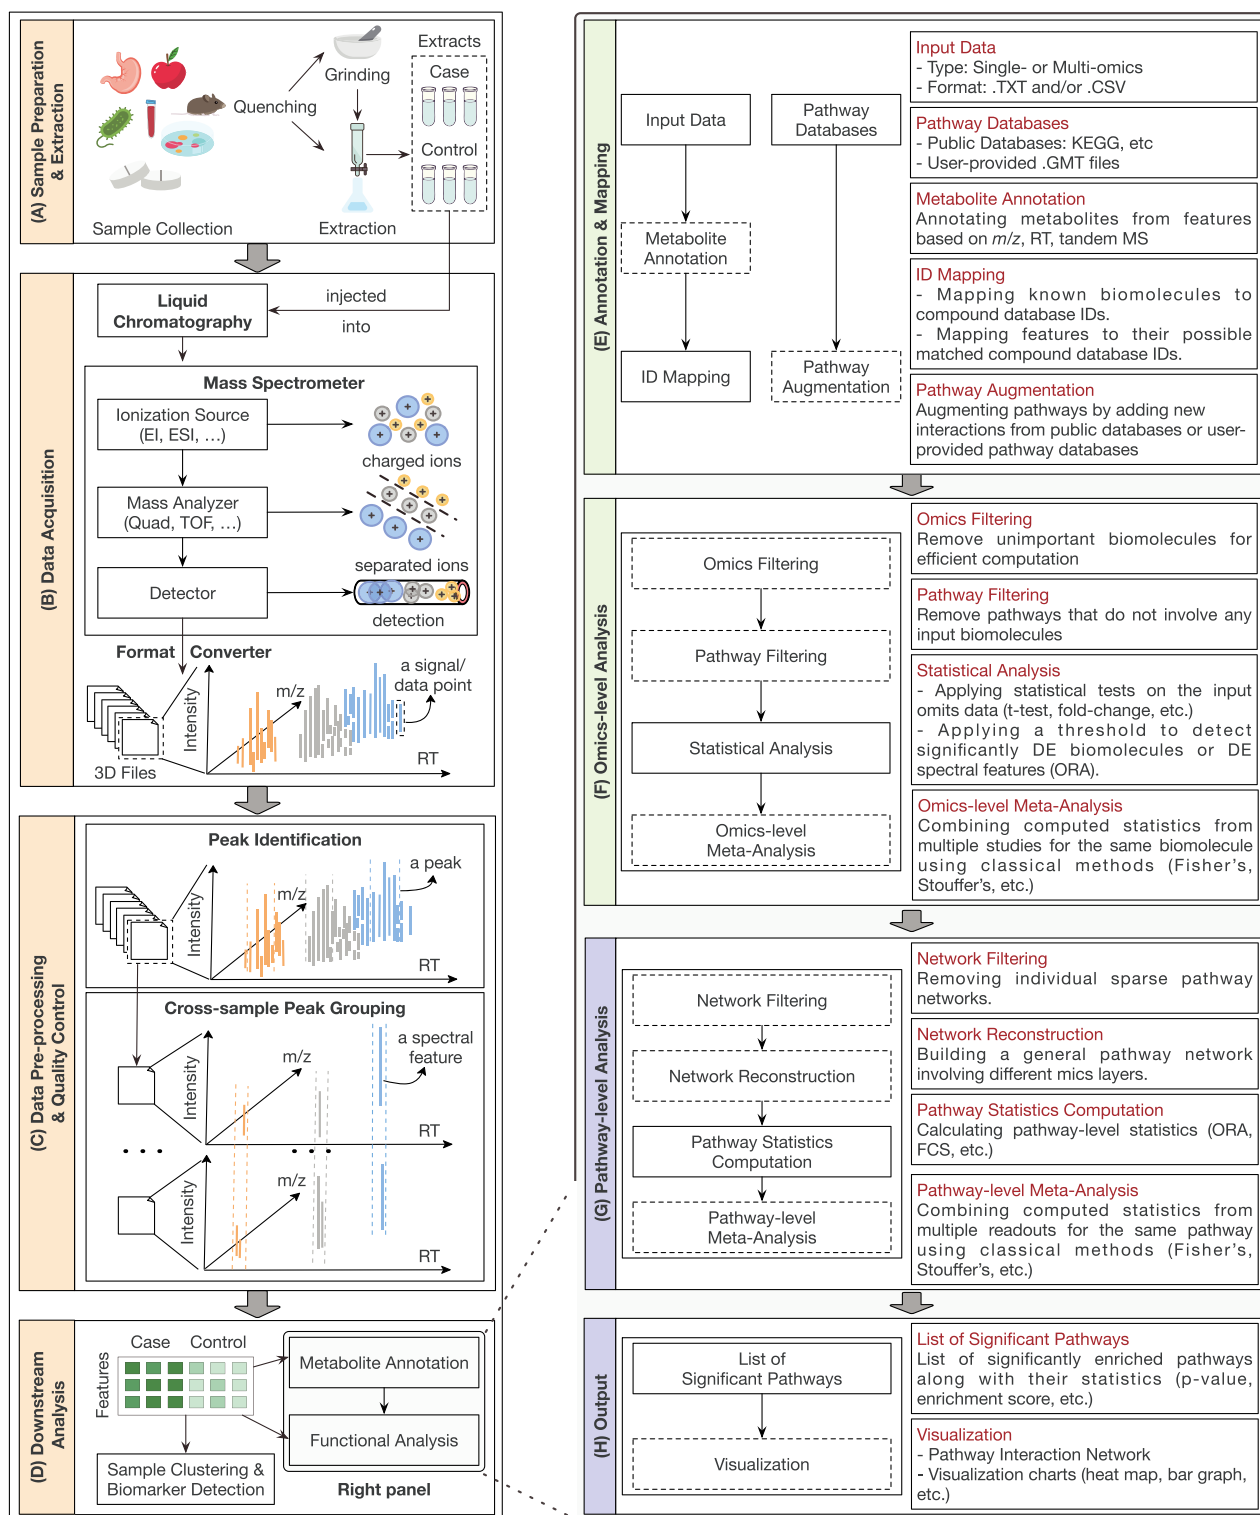 (A) Sample Preparation
& Extraction
Quenching
Grinding
Extracts
Case
Control
Sample Collection
Extraction
(B) Data Acquisition
Liquid
Chromatography
injected
into
Mass Spectrometer
Ionization Source
(EI, ESI, ...)
charged ions
Mass Analyzer
(Quad, TOF, ...)
separated ions
Detector
detection
Format Converter
3D Files
Intensity
m/z
RT
a signal/
data point
(C) Data Pre-processing
& Quality Control
Peak Identification
Intensity
m/z
RT
a peak
Cross-sample Peak Grouping
Intensity
m/z
RT
a spectral
feature
• • •
• • •
Intensity
m/z
RT
(D) Downstream
Analysis
Case
Control
Features
Metabolite Annotation
Functional Analysis
Sample Clustering &
Biomarker Detection
Right panel
(E) Annotation & Mapping
Input Data
Pathway
Databases
Metabolite
Annotation
ID Mapping
Pathway
Augmentation
Input Data
- Type: Single- or Multi-omics
- Format: .TXT and/or .CSV
Pathway Databases
- Public Databases: KEGG, etc
- User-provided .GMT files
Metabolite Annotation
Annotating metabolites from features
based on m/z, RT, tandem MS
ID Mapping
- Mapping known biomolecules to
compound database IDs.
- Mapping features to their possible
matched compound database IDs.
Pathway Augmentation
Augmenting pathways by adding new
interactions from public databases or user-
provided pathway databases
(F) Omics-level Analysis
Omics Filtering
Pathway Filtering
Statistical Analysis
Omics-level
Meta-Analysis
Omics Filtering
Remove unimportant biomolecules for
efficient computation
Pathway Filtering
Remove pathways that do not involve any
input biomolecules
Statistical Analysis
- Applying statistical tests on the input
omits data (t-test, fold-change, etc.)
- Applying a threshold to detect
significantly DE biomolecules or DE
spectral features (ORA).
Omics-level Meta-Analysis
Combining computed statistics from
multiple studies for the same biomolecule
using classical methods (Fisher's,
Stouffer's, etc.)
(G) Pathway-level Analysis
Network Filtering
Network Reconstruction
Pathway Statistics
Computation
Pathway-level
Meta-Analysis
Network Filtering
Removing individual sparse pathway
networks.
Network Reconstruction
Building a general pathway network
involving different mics layers.
Pathway Statistics Computation
Calculating pathway-level statistics (ORA,
FCS, etc.)
Pathway-level Meta-Analysis
Combining computed statistics from
multiple readouts for the same pathway
using classical methods (Fisher's,
Stouffer's, etc.)
(H) Output
List of
Significant Pathways
Visualization
List of Significant Pathways
List of significantly enriched pathways
along with their statistics (p-value,
enrichment score, etc.)
Visualization
- Pathway Interaction Network
- Visualization charts (heat map, bar graph,
etc.)